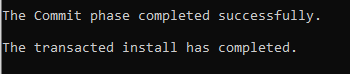 The Commit phase completed successfully.
The transacted install has completed.